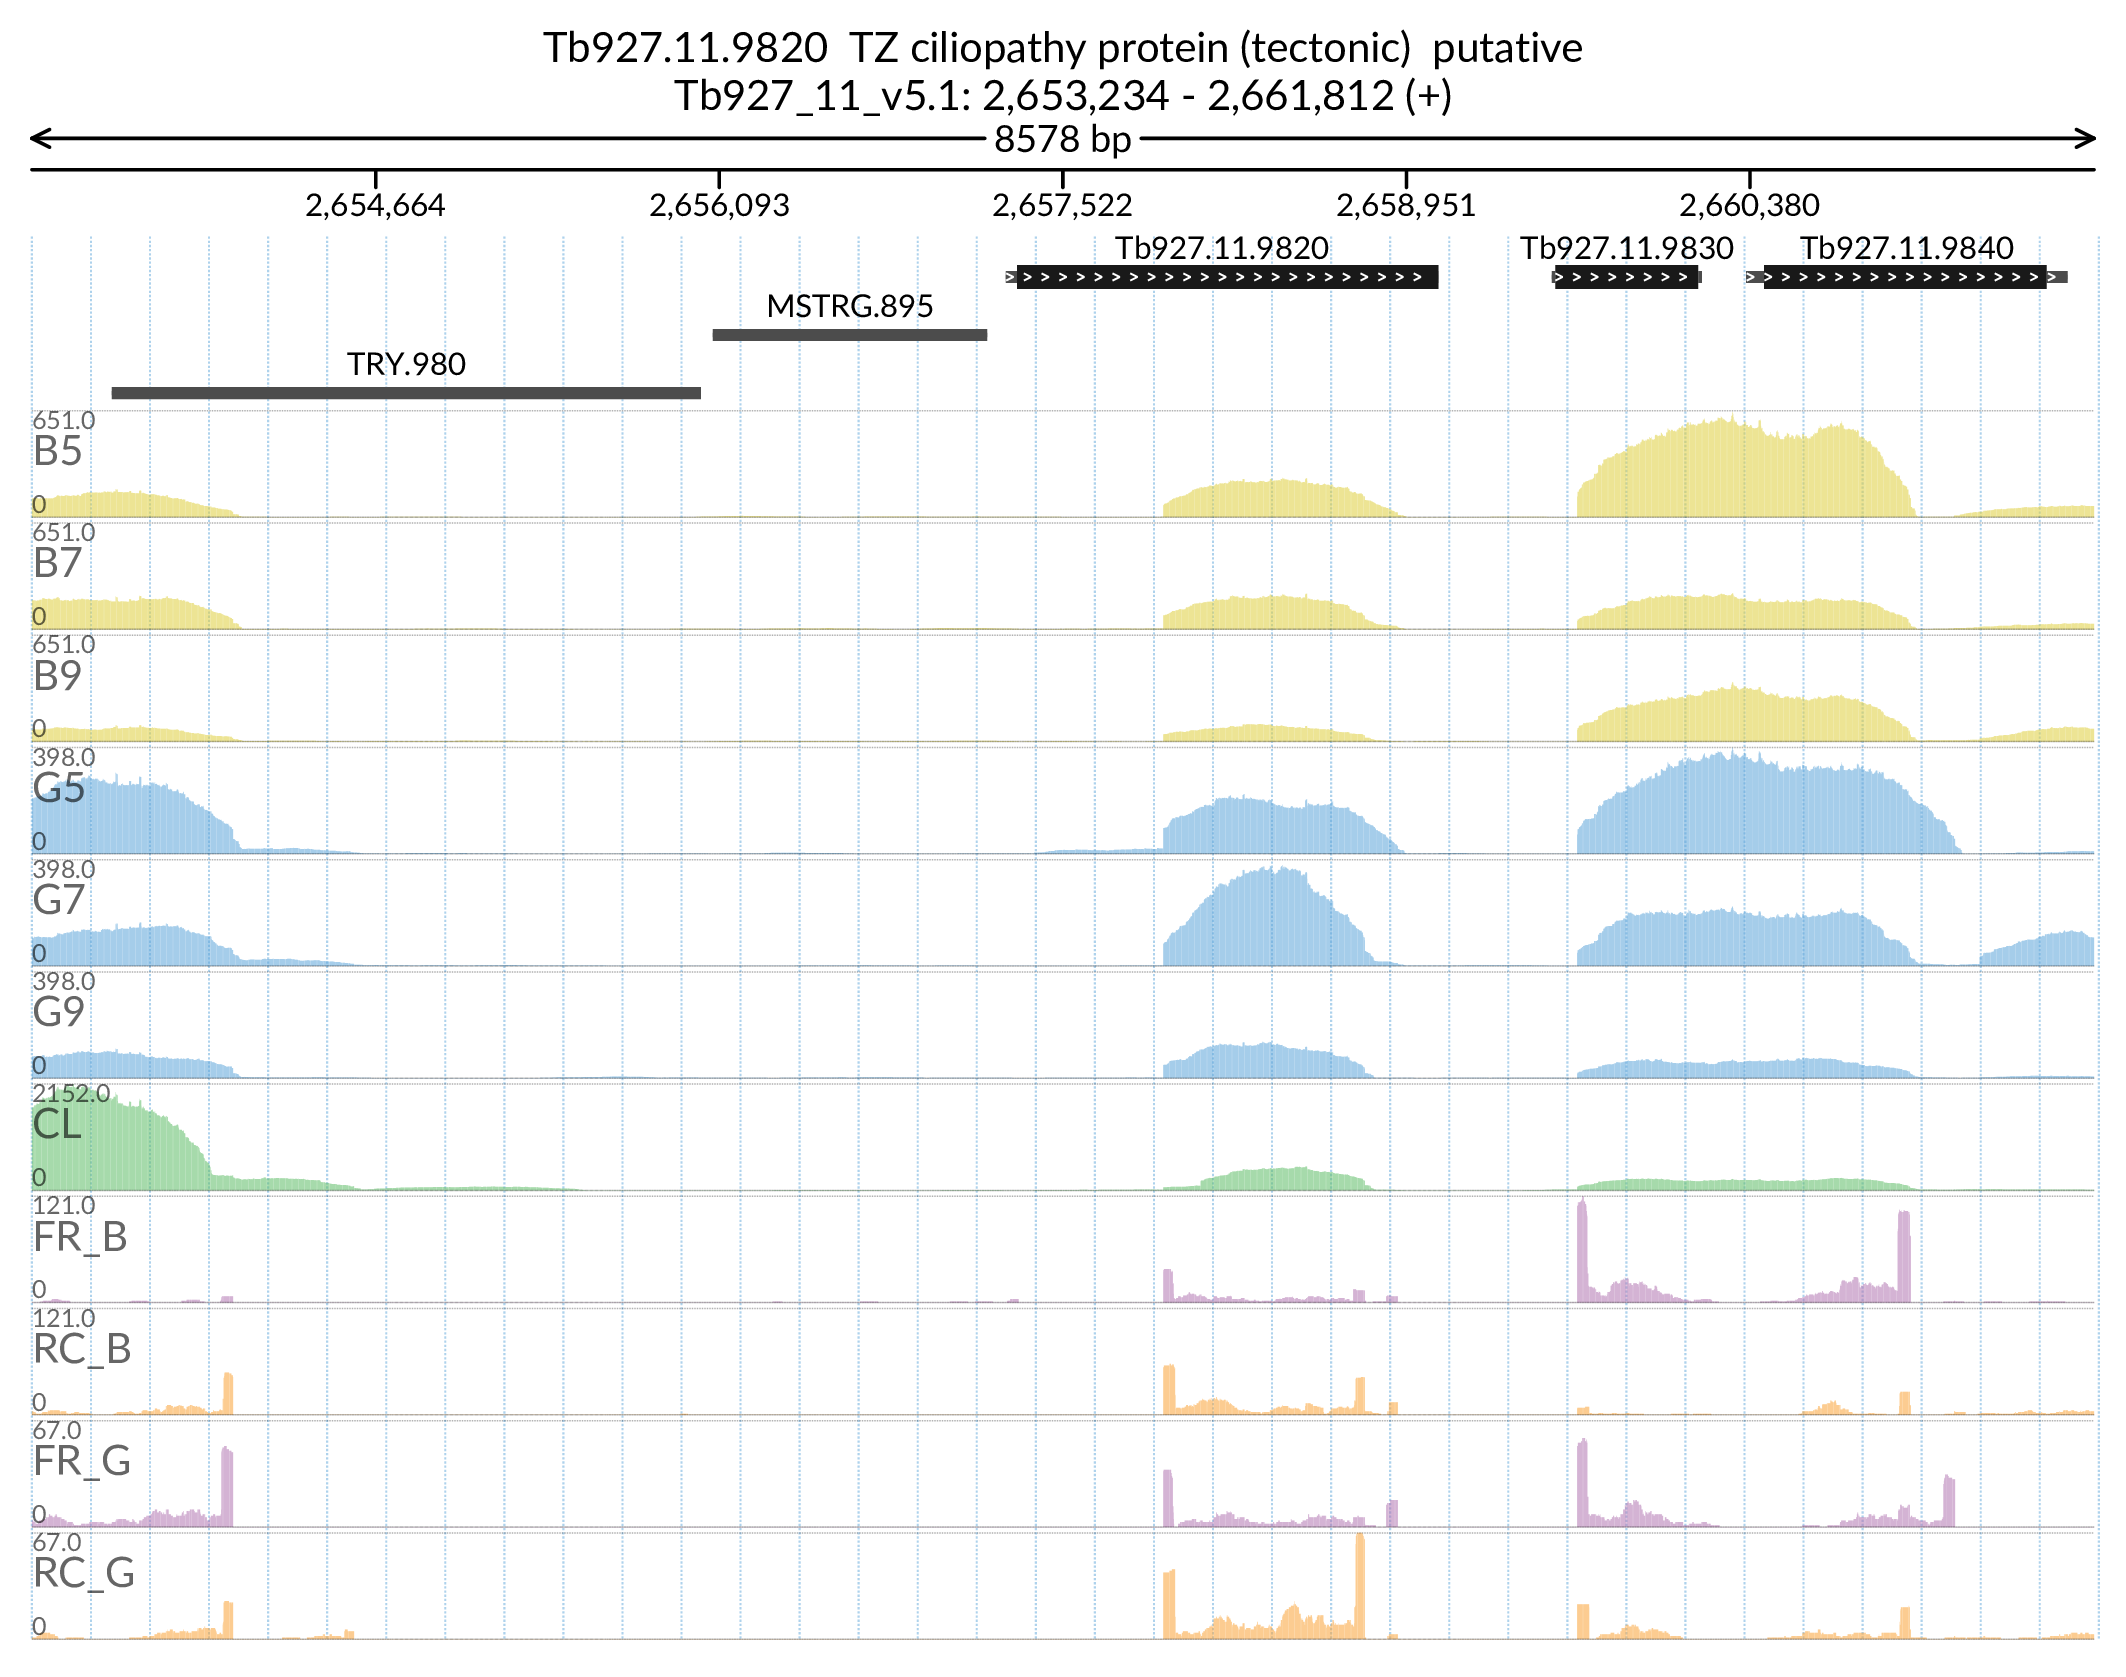 Tb927.11.9820 TZ ciliopathy protein (tectonic) putative
Tb927_11_v5.1: 2,653,234 - 2,661,812 (+)
8578 bp
2,654,664 2,656,093 2,657,522 2,658,951 2,660,380
Tb927.11.9820 Tb927.11.9830 Tb927.11.9840
MSTRG.895
TRY.980
651.0
B5
0
651.0
B7
0
651.0
B9
0
398.0
G5
0
398.0
G7
0
398.0
G9
0
2152.0
CL
0
121.0
FR_B
0
121.0
RC_B
0
67.0
FR_G
0
67.0
RC_G
0